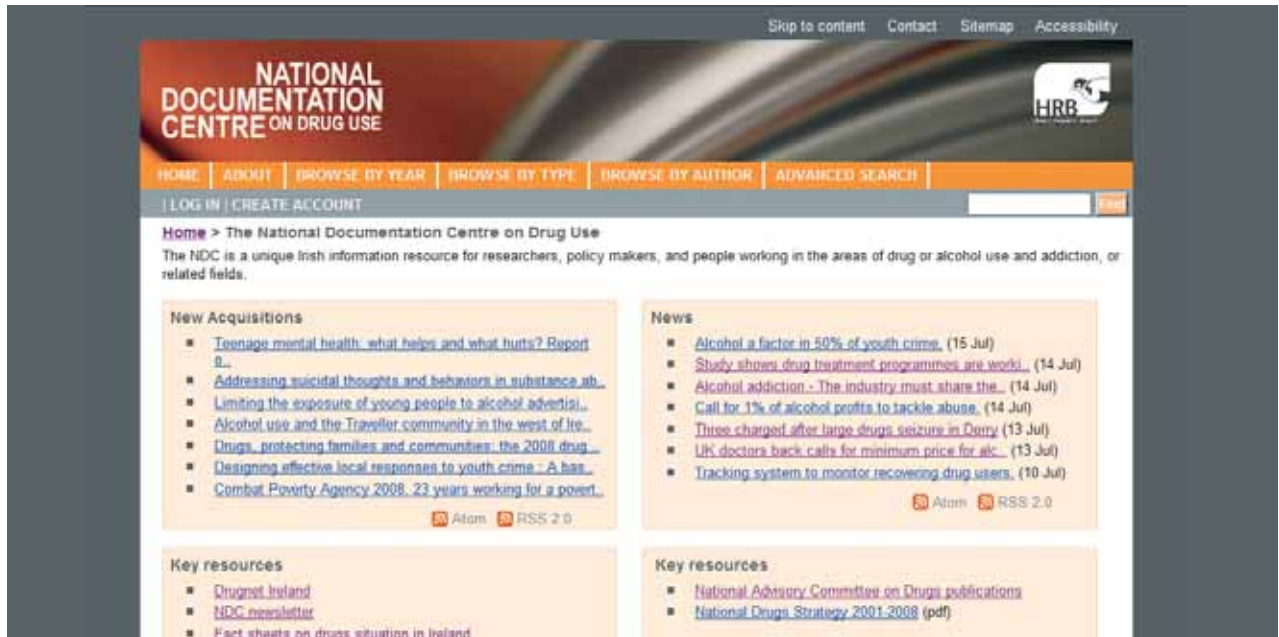 Skip to content Contact Sitemap Accessibility
NATIONAL
DOCUMENTATION
CENTRE ON DRUG USE
HRB
HOME ABOUT BROWSE BY YEAR BROWSE BY TYPE BROWSE BY AUTHOR ADVANCED SEARCH
| LOG IN | CREATE ACCOUNT
Find
Home > The National Documentation Centre on Drug Use
The NDC is a unique Irish information resource for researchers, policy makers, and people working in the areas of drug or alcohol use and addiction, or
related fields.
New Acquisitions
Teenage mental health: what helps and what hurts? Report
Addressing suicidal thoughts and behaviors in substance ab..
Limiting the exposure of young people to alcohol advertisi..
Alcohol use and the Traveller community in the west of Ire..
Drugs, protecting families and communities: the 2008 drug...
Designing effective local responses to youth crime : A bas..
Combat Poverty Agency 2008. 23 years working for a povert..
Atom RSS 2.0
News
Alcohol a factor in 50% of youth crime. (15 Jul)
Study shows drug treatment programmes are worki.. (14 Jul)
Alcohol addiction - The industry must share the.. (14 Jul)
Call for 1% of alcohol profits to tackle abuse. (14 Jul)
Three charged after large drugs seizure in Derry (13 Jul)
UK doctors back calls for minimum price for alc.. (13 Jul)
Tracking system to monitor recovering drug users. (10 Jul)
Atom RSS 2.0
Key resources
Drugnet Ireland
NDC newsletter
Fact sheets on drugs situation in Ireland
Key resources
National Advisory Committee on Drugs publications
National Drugs Strategy 2001-2008 (pdf)